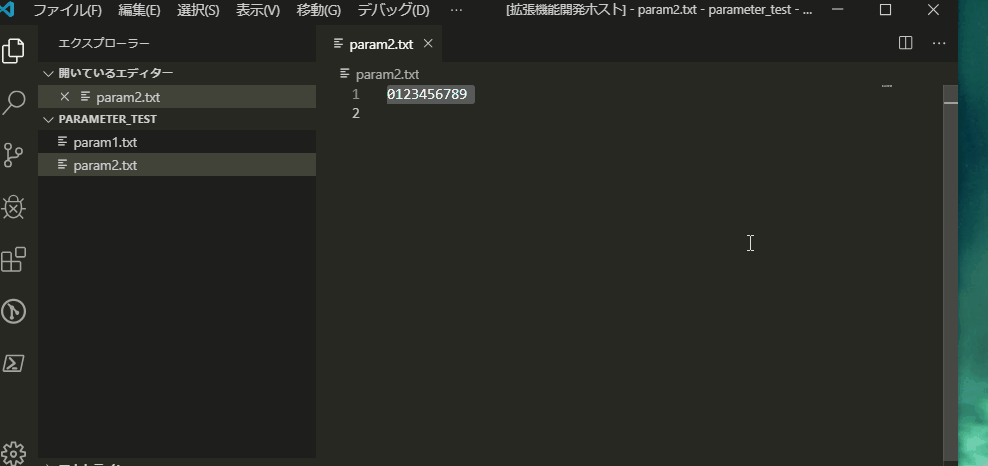 ファイル(F) 編集(E) 選択(S) 表示(V) 移動(G) デバッグ(D) ··· [拡張機能開発ホスト] - param2.txt - parameter_test - ...
エクスプローラー
param2.txt
···
開いているエディター
param2.txt
PARAMETER_TEST
param1.txt
param2.txt
param2.txt
1 0123456789
2